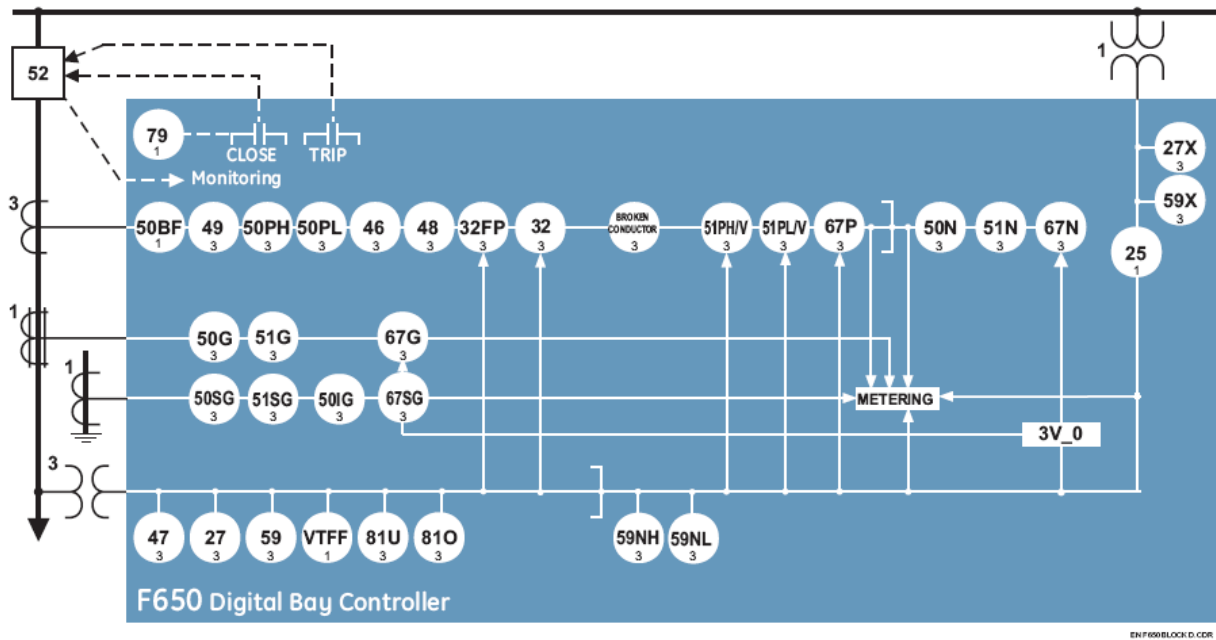 1
52
79
1
CLOSE
TRIP
Monitoring
27X
3
59X
3
25
1
3
50BF
1
49
3
50PH
3
50PL
3
46
3
48
3
32FP
3
32
3
BROKEN
CONDUCTOR
3
51PH/V
3
51PL/V
3
67P
3
50N
3
51N
3
67N
3
1
50G
3
51G
3
67G
3
1
50SG
3
51SG
3
50IG
3
67SG
3
METERING
3V_0
3
47
3
27
3
59
3
VTFF
1
81U
3
81O
3
59NH
3
59NL
3
F650 Digital Bay Controller
ENF650BLOCKD.CDR